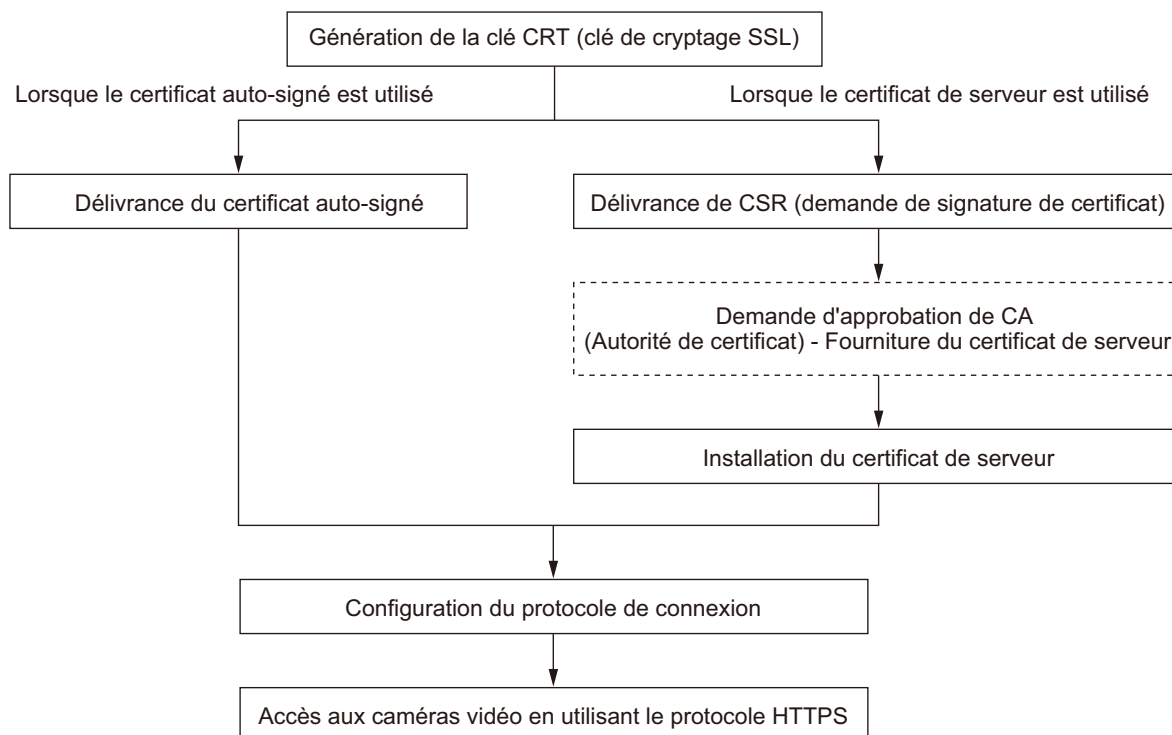 Génération de la clé CRT (clé de cryptage SSL)
Lorsque le certificat auto-signé est utilisé
Lorsque le certificat de serveur est utilisé
Délivrance du certificat auto-signé
Délivrance de CSR (demande de signature de certificat)
Demande d'approbation de CA
(Autorité de certificat) - Fourniture du certificat de serveur
Installation du certificat de serveur
Configuration du protocole de connexion
Accès aux caméras vidéo en utilisant le protocole HTTPS